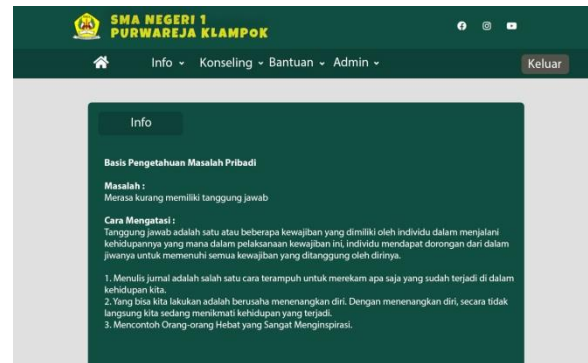 SMA NEGERI 1
PURWAREJA KLAMPOK
Info Konseling Bantuan Admin Keluar
Info
Basis Pengetahuan Masalah Pribadi
Masalah :
Merasa kurang memiliki tanggung jawab
Cara Mengatasi :
Tanggung jawab adalah satu atau beberapa kewajiban yang dimiliki oleh individu dalam menjalani
kehidupannya yang mana dalam pelaksanaan kewajiban ini, individu mendapat dorongan dari dalam
jiwanya untuk memenuhi semua kewajiban yang ditanggung oleh dirinya.
1. Menulis jurnal adalah salah satu cara terampuh untuk merekam apa saja yang sudah terjadi di dalam
kehidupan kita.
2. Yang bisa kita lakukan adalah berusaha menenangkan diri. Dengan menenangkan diri, secara tidak
langsung kita sedang menikmati kehidupan yang terjadi.
3. Mencontoh Orang-orang Hebat yang Sangat Menginspirasi.